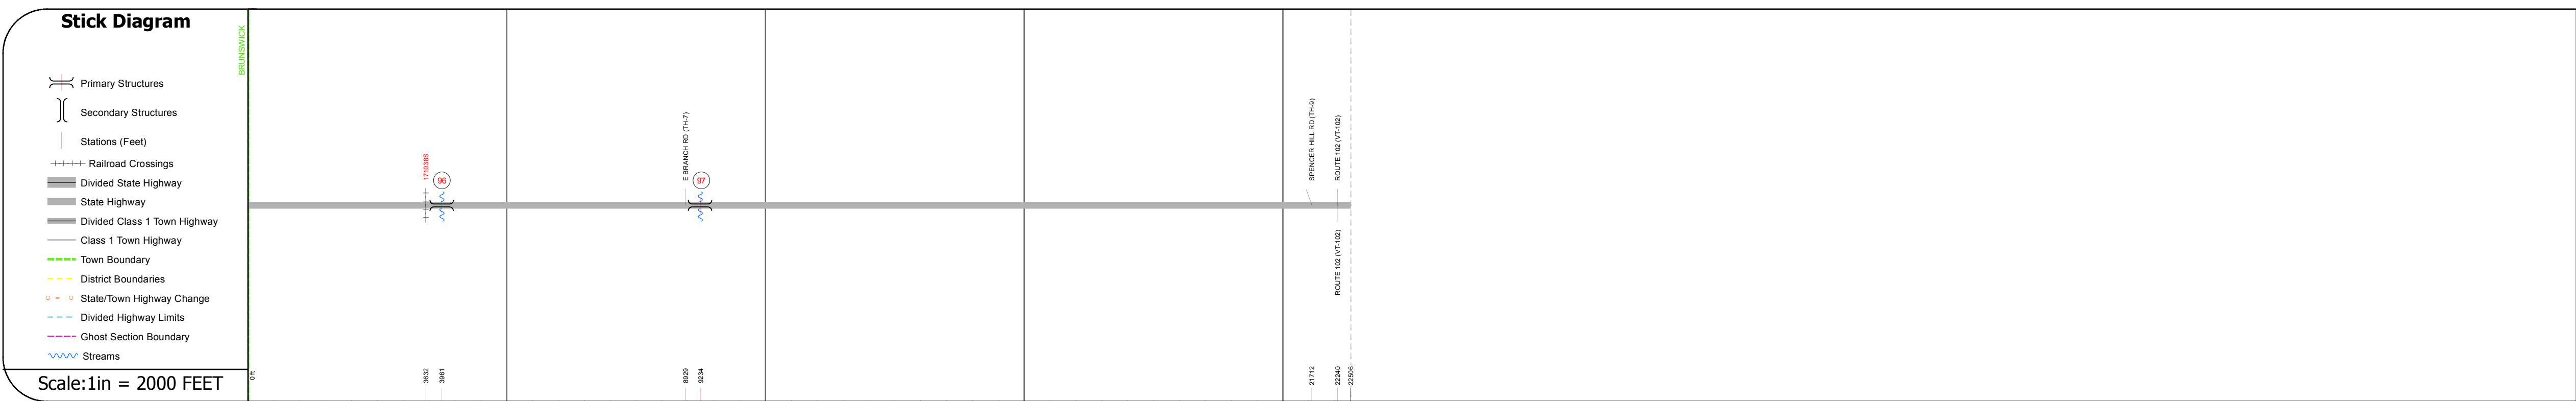 Stick Diagram
Primary Structures
Secondary Structures
Stations (Feet)
Railroad Crossings
Divided State Highway
State Highway
Divided Class 1 Town Highway
Class 1 Town Highway
Town Boundary
District Boundaries
State/Town Highway Change
Divided Highway Limits
Ghost Section Boundary
Streams
Scale:1in = 2000 FEET
BRUNSWICK
171038S
96
E BRANCH RD (TH-7)
97
SPENCER HILL RD (TH-9)
ROUTE 102 (VT-102)
ROUTE 102 (VT-102)
0 ft
3632
3961
8929
9234
21712
22240
22506